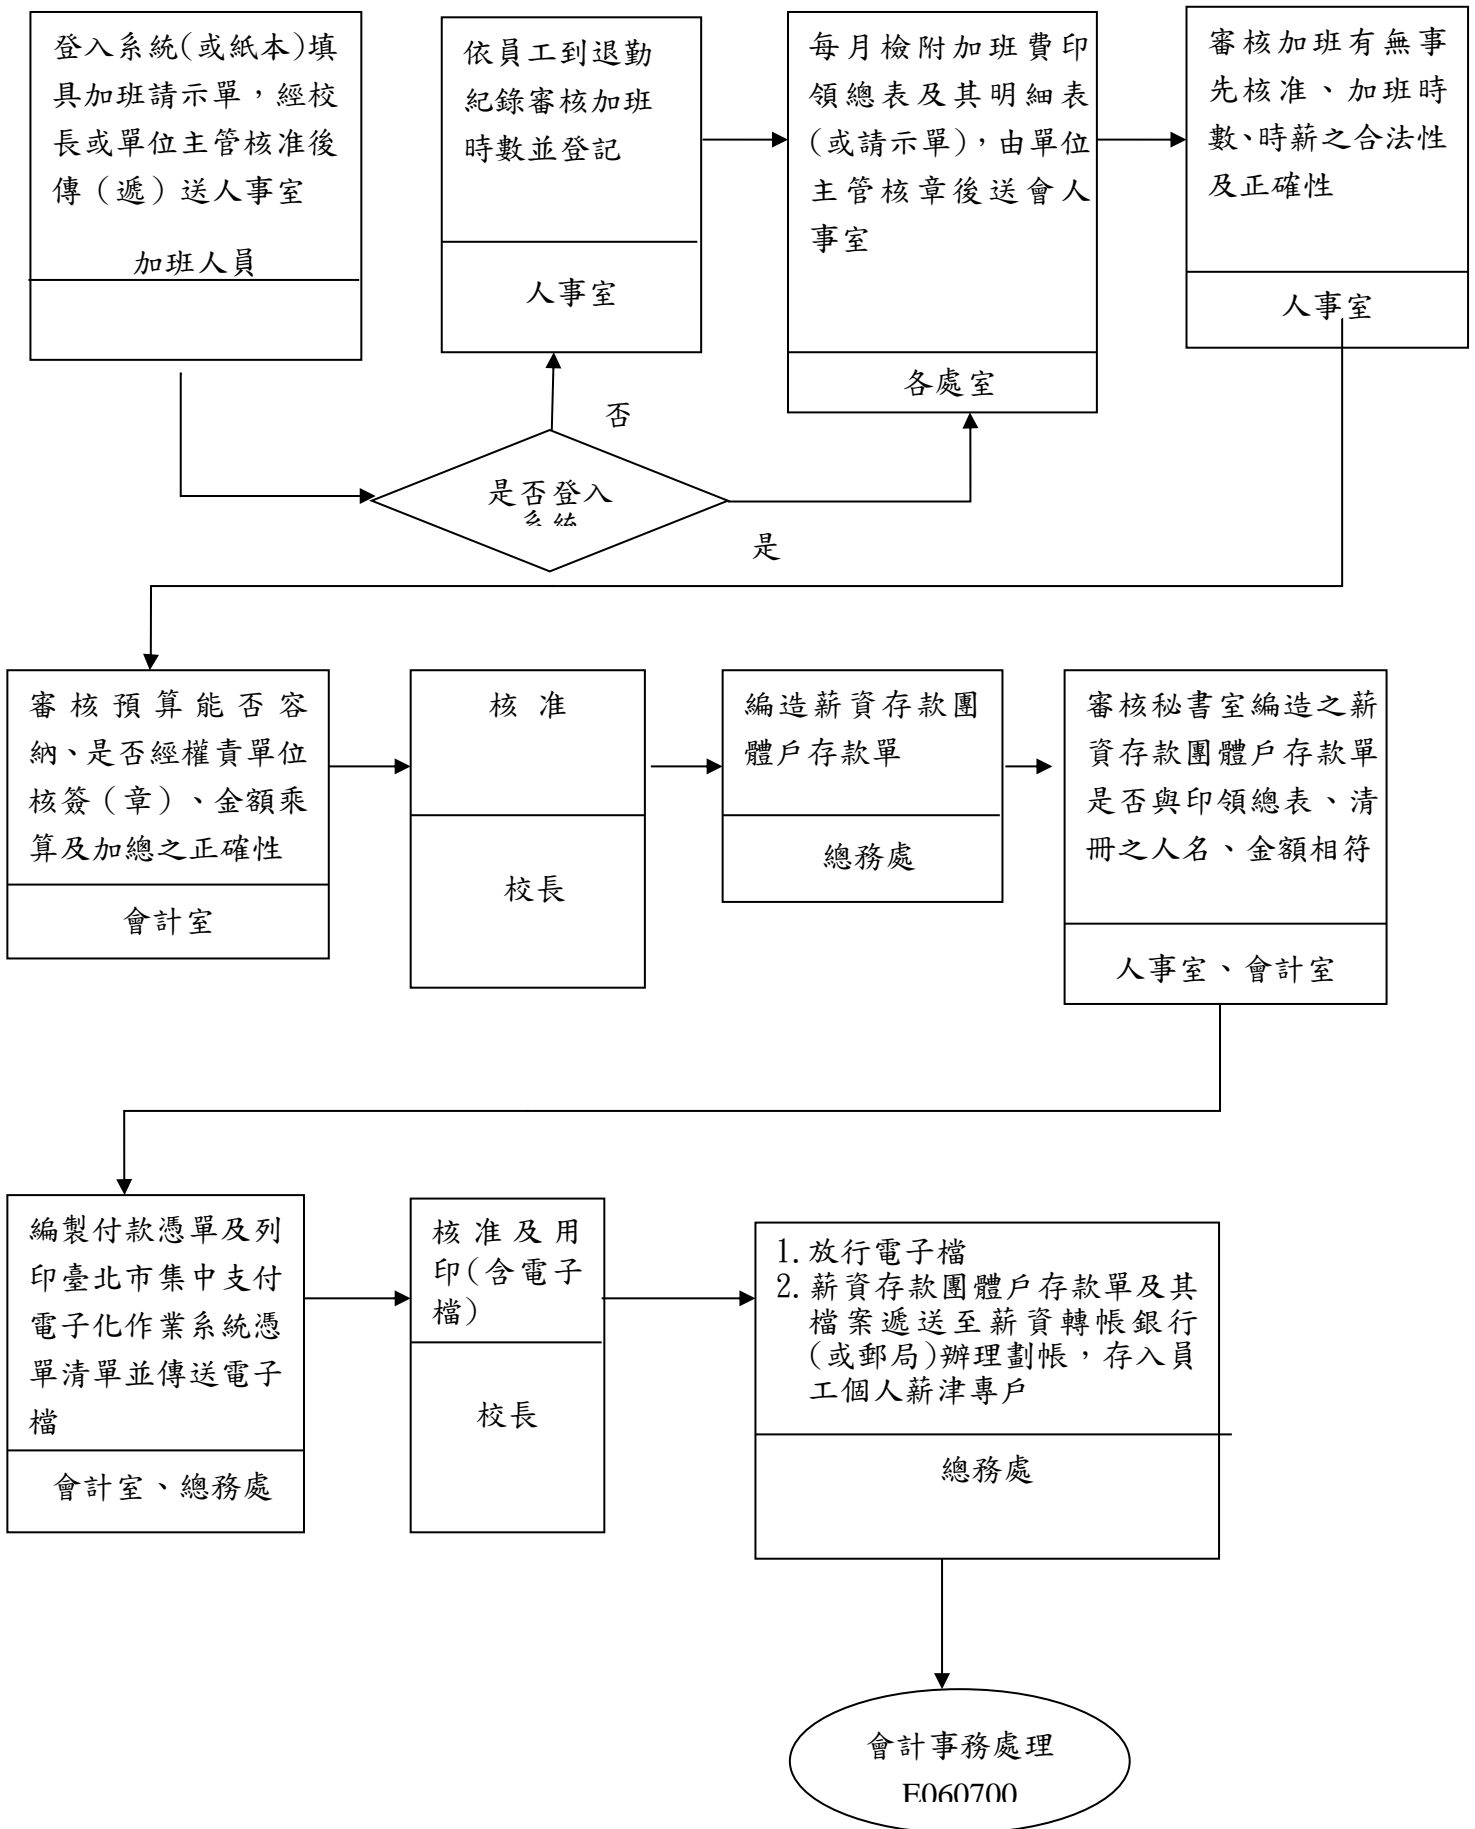 登入系統(或紙本)填
具加班請示單，經校
長或單位主管核准後
傳（遞）送人事室
加班人員
依員工到退勤
紀錄審核加班
時數並登記
人事室
每月檢附加班費印
領總表及其明細表
(或請示單)，由單位
主管核章後送會人
事室
各處室
審核加班有無事
先核准、加班時
數、時薪之合法性
及正確性
人事室
否
是否登入
系統
是
審核預算能否容
納、是否經權責單位
核簽（章）、金額乘
算及加總之正確性
會計室
核准
校長
編造薪資存款團
體戶存款單
總務處
審核秘書室編造之薪
資存款團體戶存款單
是否與印領總表、清
冊之人名、金額相符
人事室、會計室
編製付款憑單及列
印臺北市集中支付
電子化作業系統憑
單清單並傳送電子
檔
會計室、總務處
核准及用
印(含電子
檔)
校長
1.放行電子檔
2.薪資存款團體戶存款單及其
檔案遞送至薪資轉帳銀行
(或郵局)辦理劃帳，存入員
工個人薪津專戶
總務處
會計事務處理
E060700